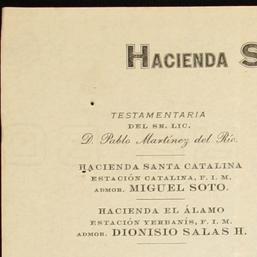 HACIENDA S
TESTAMENTARIA
DEL SR. LIC.
D. Pablo Martínez del Río.
HACIENDA SANTA CATALINA
ESTACIÓN CATALINA, F. I. M.
ADMOR. MIGUEL SOTO.
HACIENDA EL ÁLAMO
ESTACIÓN YERBANÍS, F. I. M.
ADMOR. DIONISIO SALAS H.